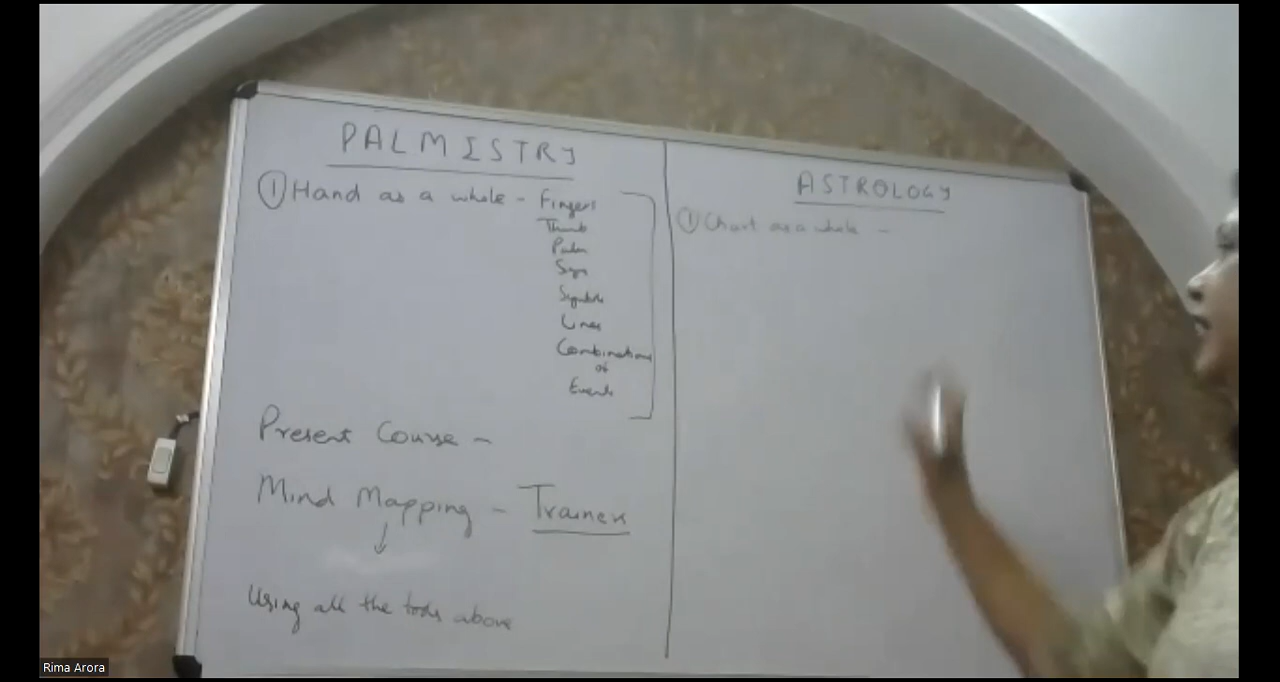 PALMISTRY
① Hand as a whole - Fingers
Thumb
Palm
Sign
Symbols
Lines
Combinations
of
Events
Present Course -
Mind Mapping - Trainer
↓
Using all the tools above
ASTROLOGY
① Chart as a whole -
Rima Arora